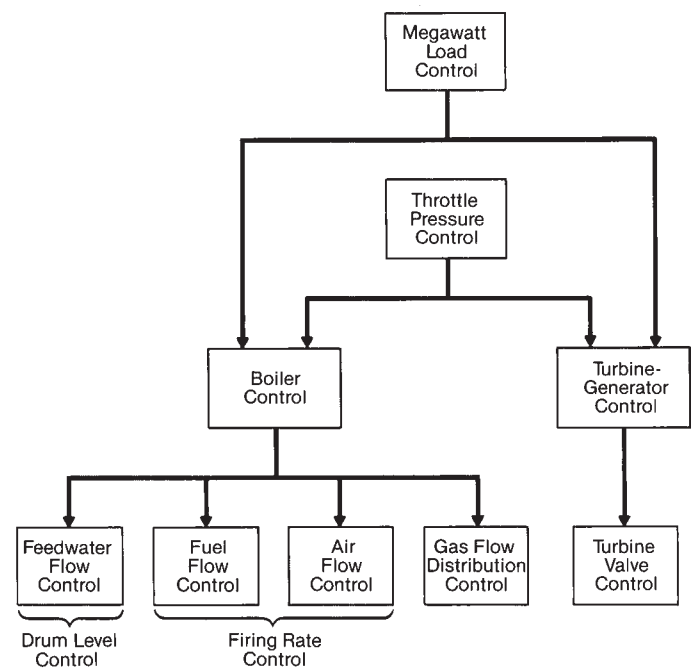 Megawatt
Load
Control
Throttle
Pressure
Control
Boiler
Control
Turbine-
Generator
Control
Feedwater
Flow
Control
Fuel
Flow
Control
Air
Flow
Control
Gas Flow
Distribution
Control
Turbine
Valve
Control
Drum Level
Control
Firing Rate
Control